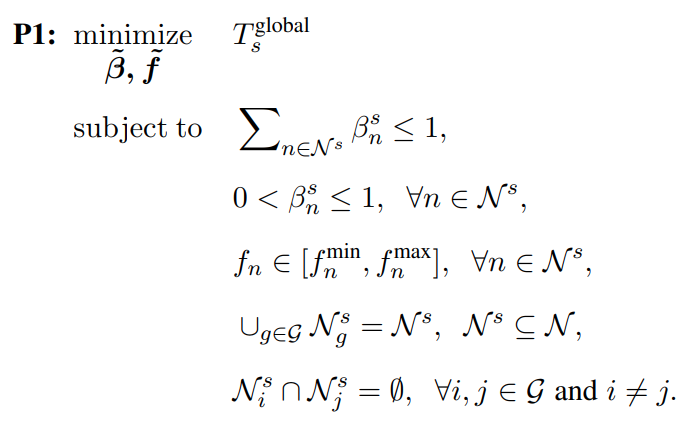 P1: minimize T_s^global
β̃, f̃
subject to ∑_{n∈𝒩^s} β_n^s ≤ 1,
0 < β_n^s ≤ 1, ∀n ∈ 𝒩^s,
f_n ∈ [f_n^min, f_n^max], ∀n ∈ 𝒩^s,
∪_{g∈𝒢} 𝒩_g^s = 𝒩^s, 𝒩^s ⊆ 𝒩,
𝒩_i^s ∩ 𝒩_j^s = ∅, ∀i, j ∈ 𝒢 and i ≠ j.